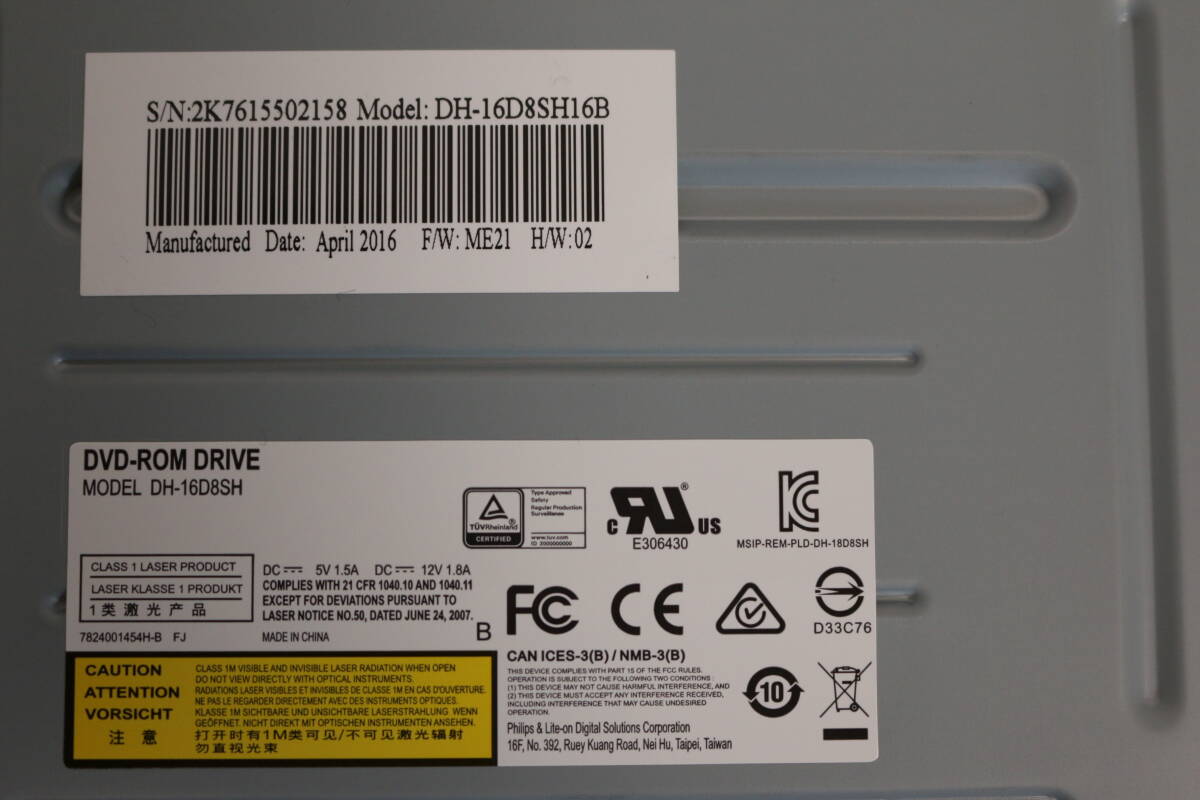 S/N:2K7615502158 Model: DH-16D8SH16B
Manufactured Date: April 2016 F/W: ME21 H/W:02
DVD-ROM DRIVE
MODEL DH-16D8SH
TÜVRheinland
CERTIFIED
Type Approved
Safety
Regular Production
Surveillance
www.tuv.com
ID X000000000
C RU US ®
E306430
MSIP-REM-PLD-DH-18D8SH
CLASS 1 LASER PRODUCT
LASER KLASSE 1 PRODUKT
1类激光产品
7824001454H-B FJ
DC 5V 1.5A DC 12V 1.8A
COMPLIES WITH 21 CFR 1040.10 AND 1040.11
EXCEPT FOR DEVIATIONS PURSUANT TO
LASER NOTICE NO.50, DATED JUNE 24, 2007.
MADE IN CHINA
B
FC CE
D33C76
CAUTION
ATTENTION
VORSICHT
注意
CLASS 1M VISIBLE AND INVISIBLE LASER RADIATION WHEN OPEN
DO NOT VIEW DIRECTLY WITH OPTICAL INSTRUMENTS.
RADIATIONS LASER VISIBLES ET INVISIBLES DE CLASSE 1M EN CAS D'OUVERTURE.
NE PAS LE REGARDER DIRECTEMENT AVEC DES INSTRUMENTS OPTIQUES.
KLASSE 1M SICHTBARE UND UNSICHTBARE LASERSTRAHLUNG WENN
GEÖFFNET. NICHT DIREKT MIT OPTISCHEN INSTRUMENTEN ANSEHEN.
打开时有1M类可见/不可见激光辐射
勿直视光束
CAN ICES-3(B) / NMB-3(B)
THIS DEVICE COMPLIES WITH PART 15 OF THE FCC RULES.
OPERATION IS SUBJECT TO THE FOLLOWING TWO CONDITIONS :
(1) THIS DEVICE MAY NOT CAUSE HARMFUL INTERFERENCE, AND
(2) THIS DEVICE MUST ACCEPT ANY INTERFERENCE RECEIVED,
INCLUDING INTERFERENCE THAT MAY CAUSE UNDESIRED
OPERATION.
Philips & Lite-on Digital Solutions Corporation
16F, No. 392, Ruey Kuang Road, Nei Hu, Taipei, Taiwan
10